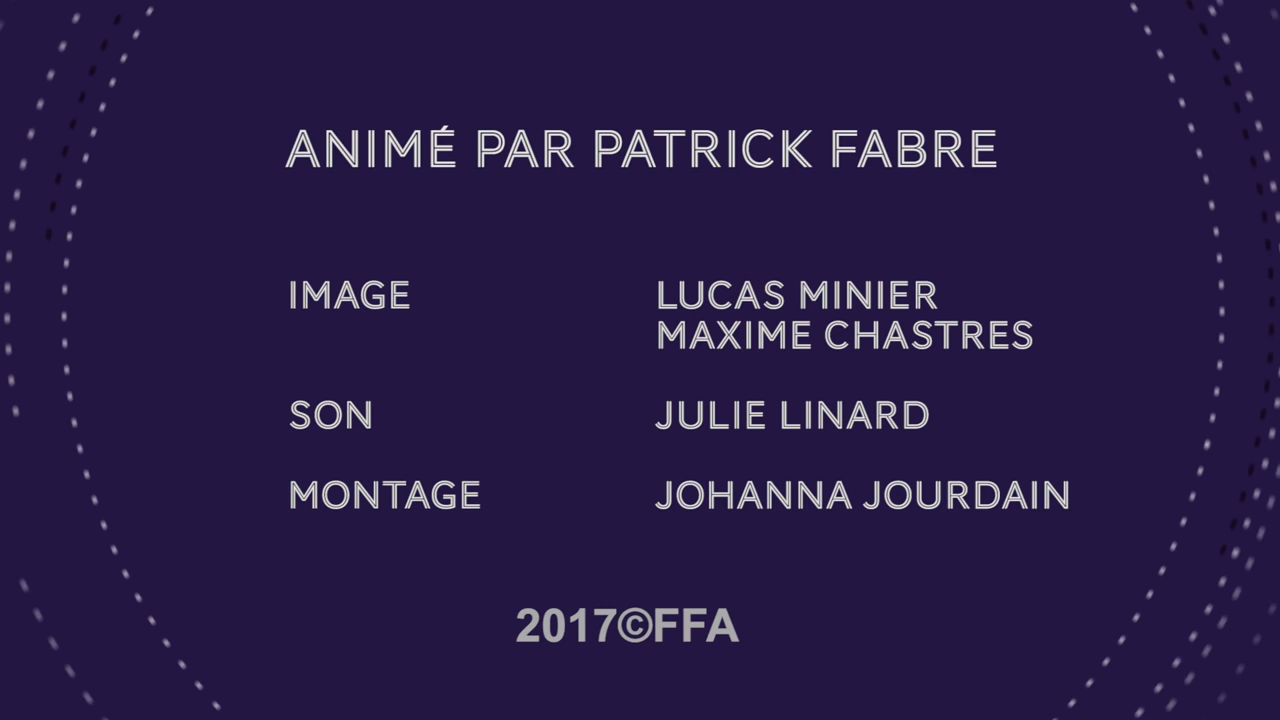 ANIMÉ PAR PATRICK FABRE
IMAGE LUCAS MINIER
MAXIME CHASTRES
SON JULIE LINARD
MONTAGE JOHANNA JOURDAIN
2017©FFA